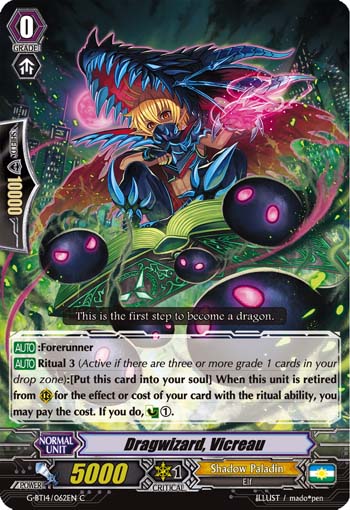 0
GRADE
SHIELD 10000
This is the first step to become a dragon.
AUTO :Forerunner
AUTO Ritual 3 (Active if there are three or more grade 1 cards in your
drop zone):[Put this card into your soul] When this unit is retired
from for the effect or cost of your card with the ritual ability, you
may pay the cost. If you do, ①.
NORMAL
UNIT
Dragwizard, Vicreau
POWER
5000
1
CRITICAL
Shadow Paladin
Elf
G-BT14/062EN C
ILLUST / mado*pen